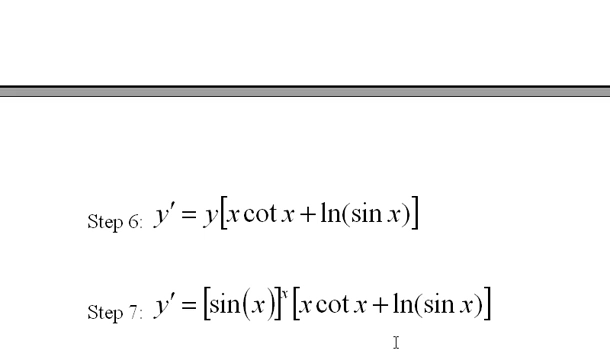 Step 6: y′ = y[x cot x + ln(sin x)]
Step 7: y′ = [sin(x)]ˣ [x cot x + ln(sin x)]